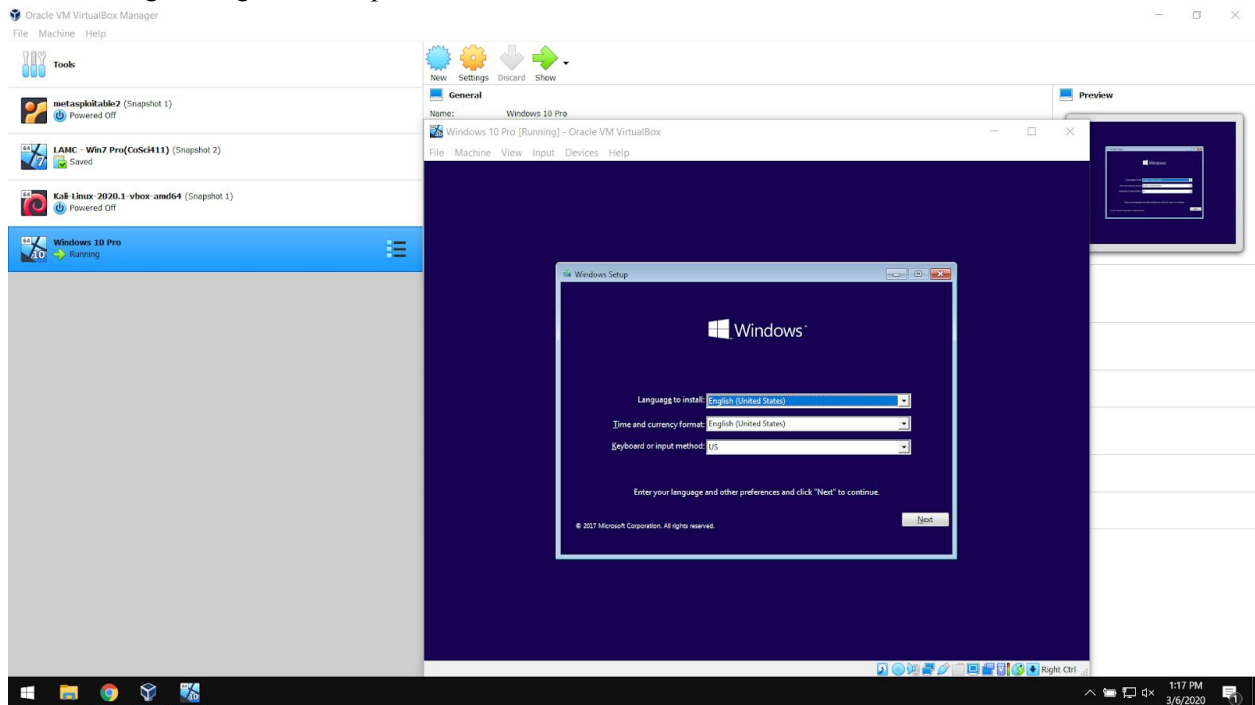 Oracle VM VirtualBox Manager
File Machine Help
Tools
New Settings Discard Show
metasploitable2 (Snapshot 1)
Powered Off
LAMC - Win7 Pro(CoSci411) (Snapshot 2)
Saved
Kali-Linux-2020.1-vbox-amd64 (Snapshot 1)
Powered Off
Windows 10 Pro
Running
General
Name: Windows 10 Pro
Preview
Windows 10 Pro [Running] - Oracle VM VirtualBox
File Machine View Input Devices Help
Windows Setup
Windows
Language to install: English (United States)
Time and currency format: English (United States)
Keyboard or input method: US
Enter your language and other preferences and click "Next" to continue.
© 2017 Microsoft Corporation. All rights reserved.
Next
Right Ctrl
1:17 PM
3/6/2020